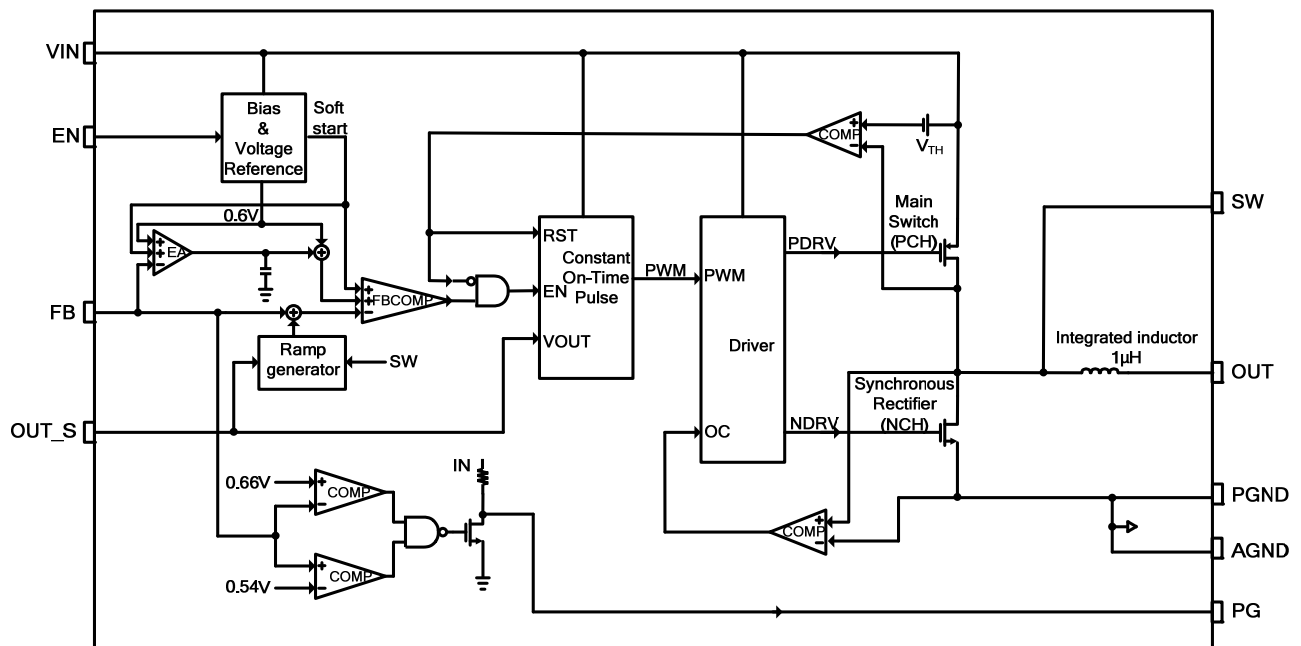 VIN
EN
Bias
&
Voltage
Reference
Soft
start
COMP
+
−
VTH
SW
0.6V
EA
+
+
−
RST
Constant
On-Time
Pulse
EN
VOUT
PWM
PWM
Driver
OC
PDRV
Main
Switch
(PCH)
FBCOMP
+
+
−
FB
Ramp
generator
SW
Integrated inductor
1µH
OUT
OUT_S
Synchronous
Rectifier
(NCH)
NDRV
IN
0.66V
+
−
COMP
PGND
COMP
+
−
AGND
0.54V
+
−
COMP
PG